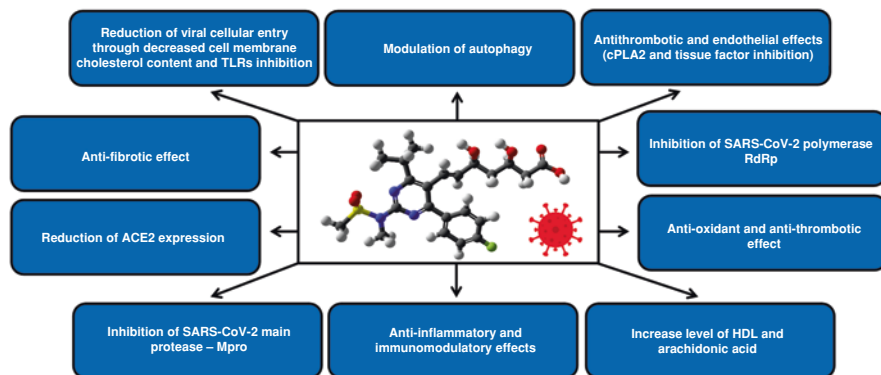 Reduction of viral cellular entry
through decreased cell membrane
cholesterol content and TLRs inhibition
Modulation of autophagy
Antithrombotic and endothelial effects
(cPLA2 and tissue factor inhibition)
Anti-fibrotic effect
Inhibition of SARS-CoV-2 polymerase
RdRp
Reduction of ACE2 expression
Anti-oxidant and anti-thrombotic
effect
Inhibition of SARS-CoV-2 main
protease – Mpro
Anti-inflammatory and
immunomodulatory effects
Increase level of HDL and
arachidonic acid